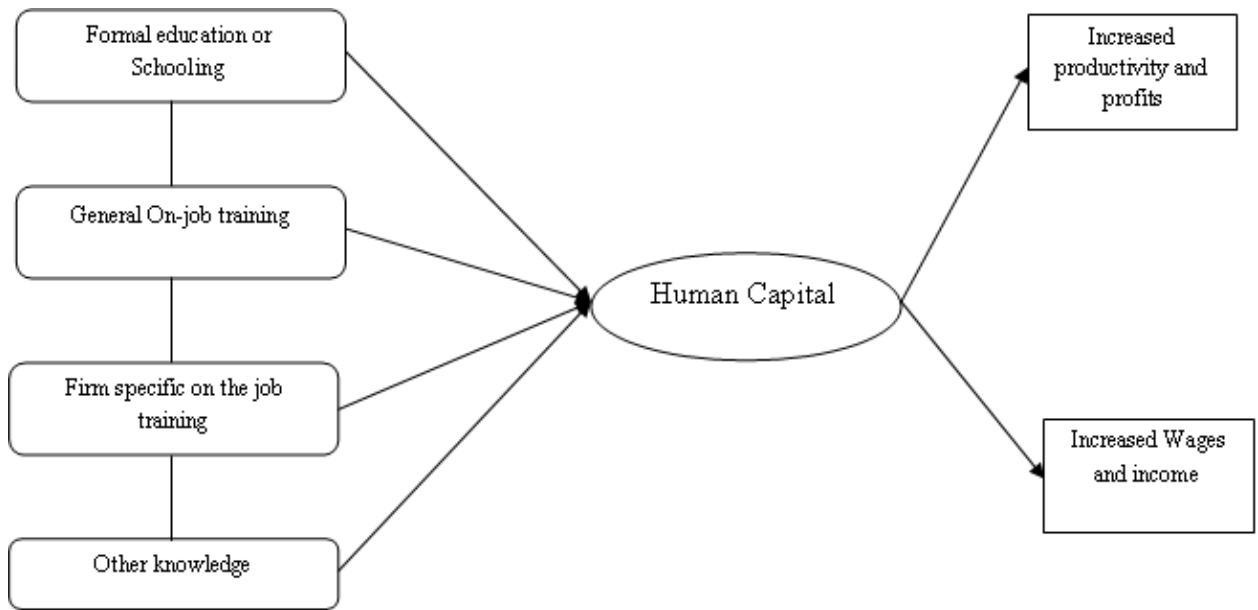 Formal education or
Schooling
General On-job training
Firm specific on the job
training
Other knowledge
Human Capital
Increased
productivity and
profits
Increased Wages
and income